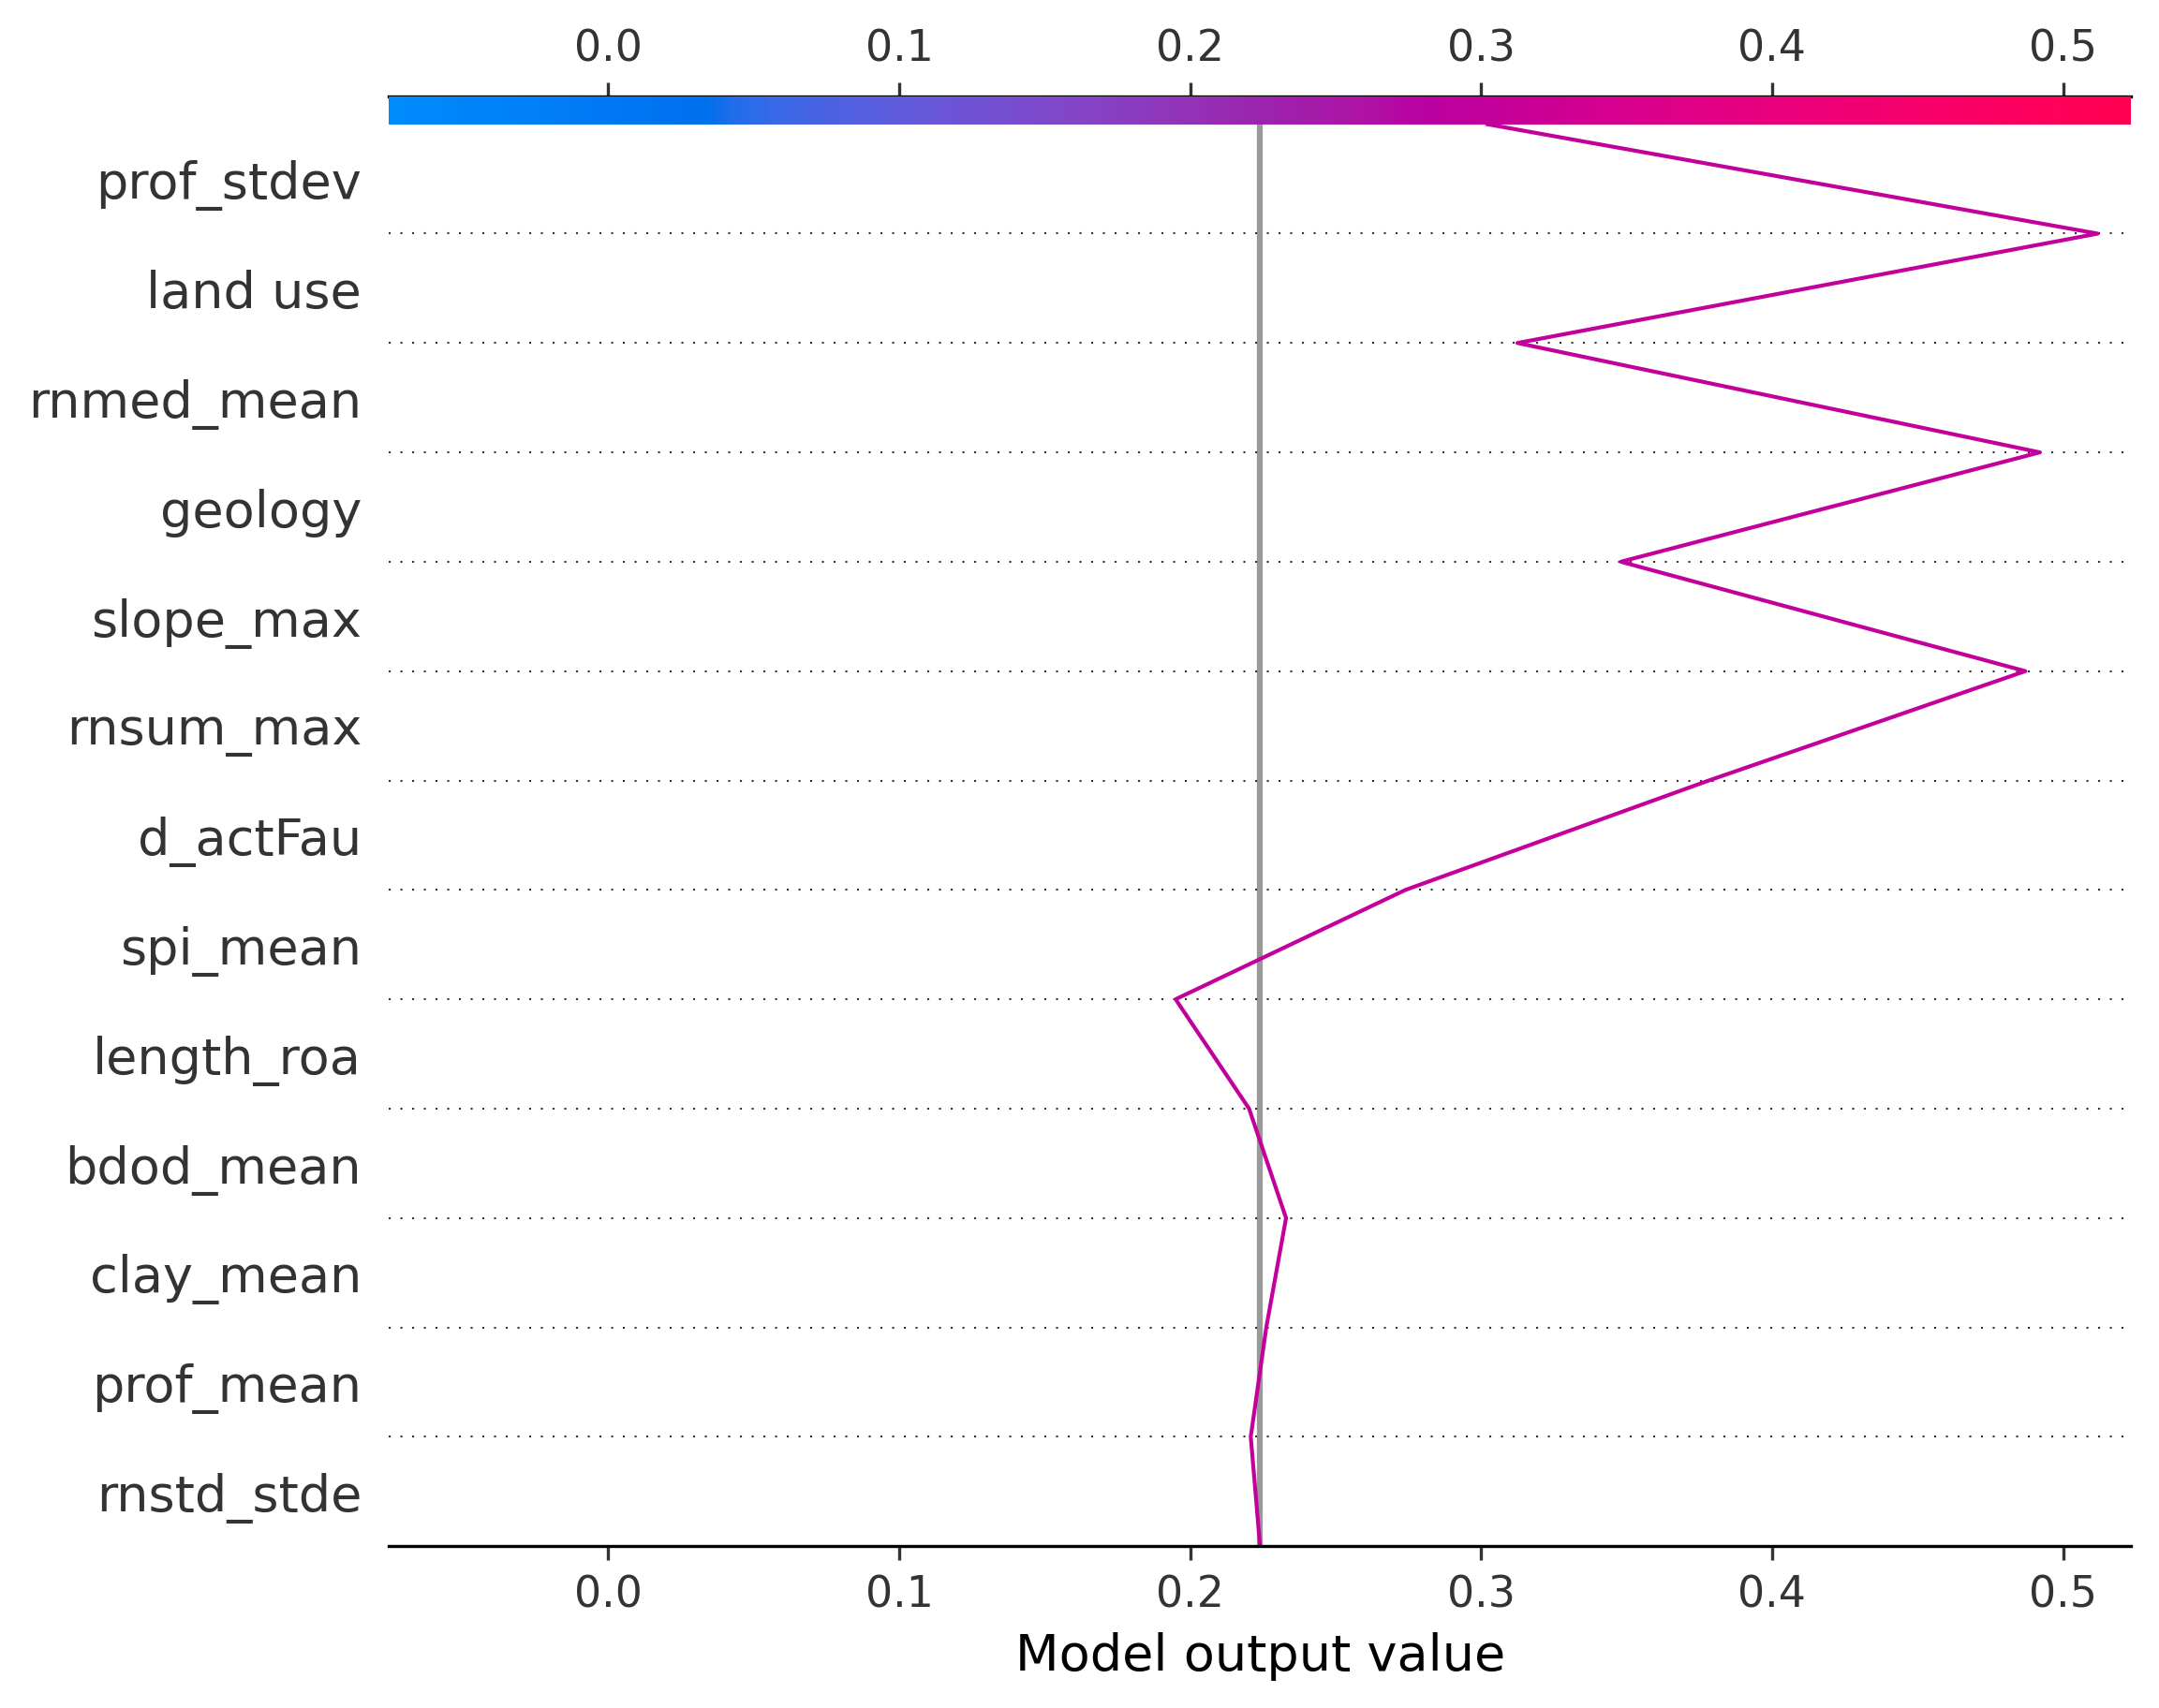 0.0 0.1 0.2 0.3 0.4 0.5
prof_stdev
land use
rnmed_mean
geology
slope_max
rnsum_max
d_actFau
spi_mean
length_roa
bdod_mean
clay_mean
prof_mean
rnstd_stde
0.0 0.1 0.2 0.3 0.4 0.5
Model output value